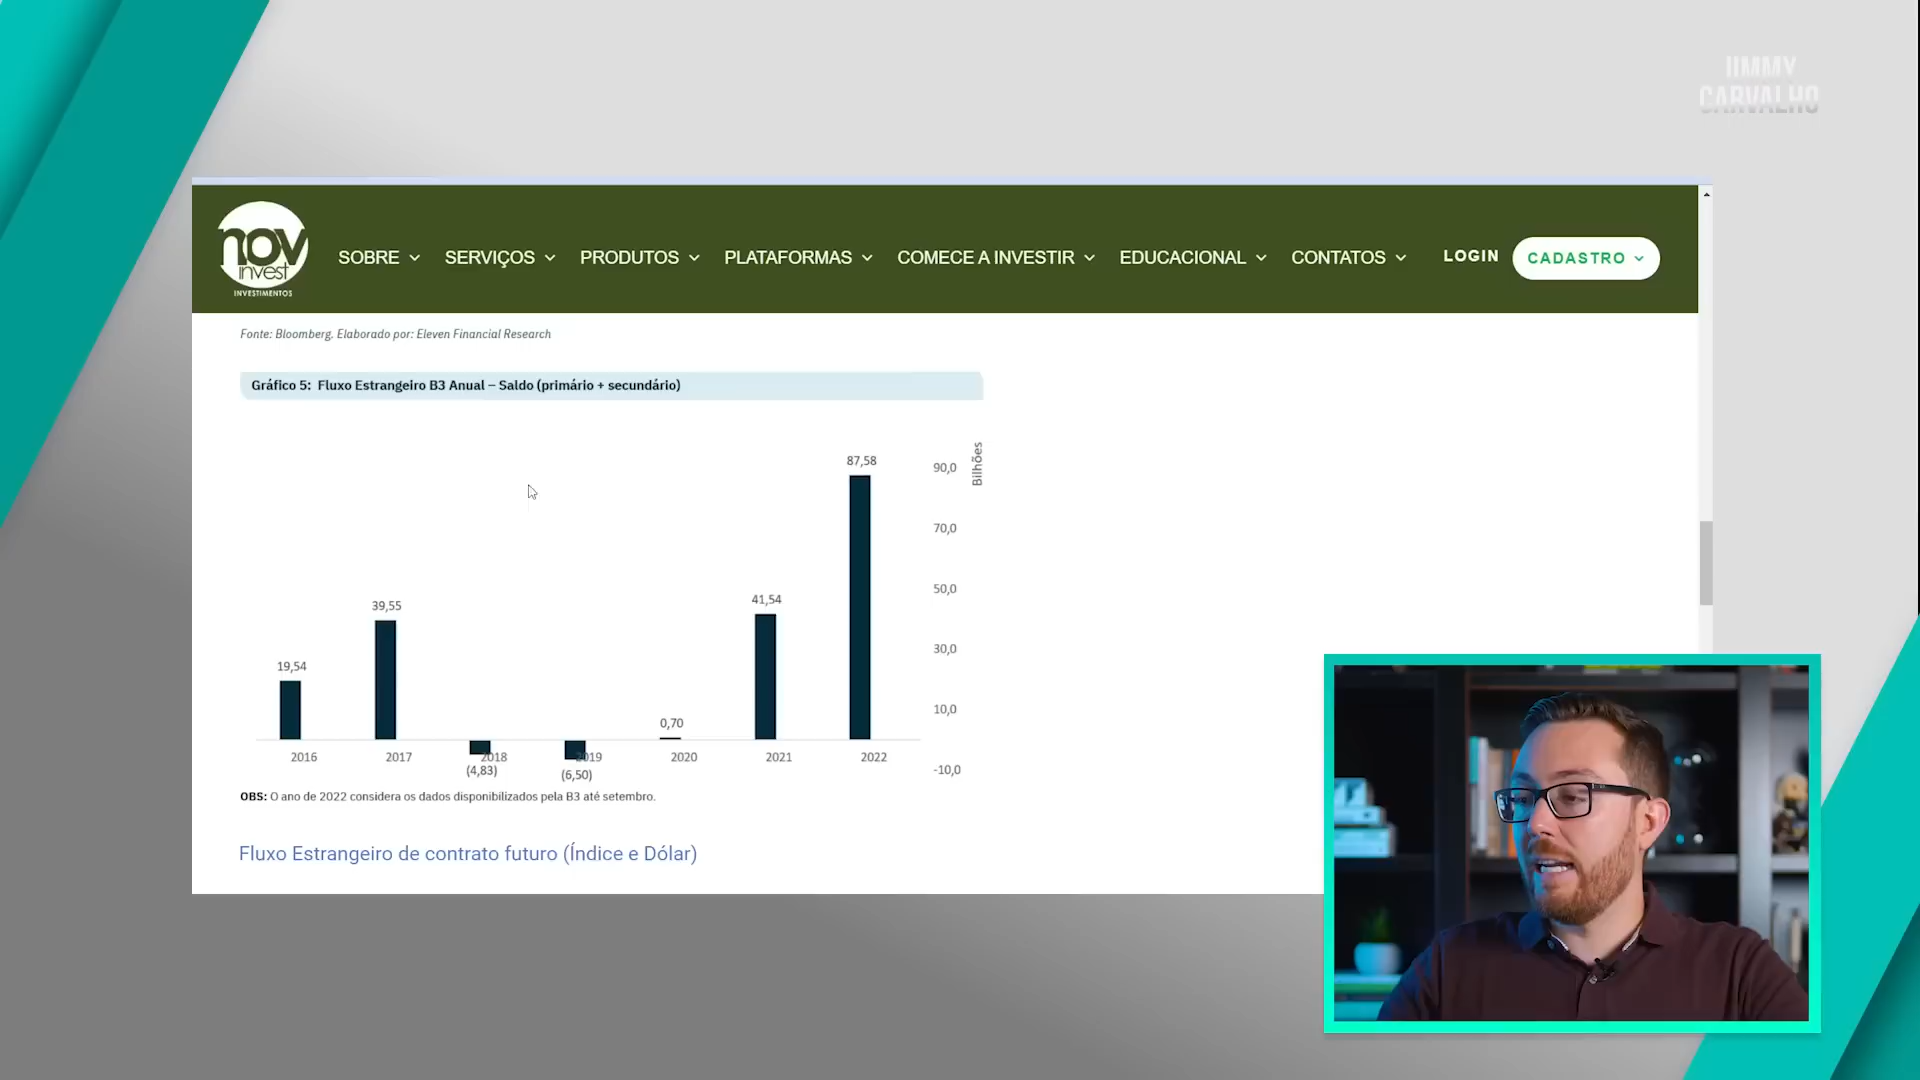 JIMMY
CARVALHO
nov
invest
INVESTIMENTOS
SOBRE
SERVIÇOS
PRODUTOS
PLATAFORMAS
COMECE A INVESTIR
EDUCACIONAL
CONTATOS
LOGIN
CADASTRO
Fonte: Bloomberg. Elaborado por: Eleven Financial Research
Gráfico 5: Fluxo Estrangeiro B3 Anual – Saldo (primário + secundário)
Bilhões
90,0
70,0
50,0
30,0
10,0
-10,0
19,54
39,55
(4,83)
(6,50)
0,70
41,54
87,58
2016
2017
2018
2019
2020
2021
2022
OBS: O ano de 2022 considera os dados disponibilizados pela B3 até setembro.
Fluxo Estrangeiro de contrato futuro (Índice e Dólar)